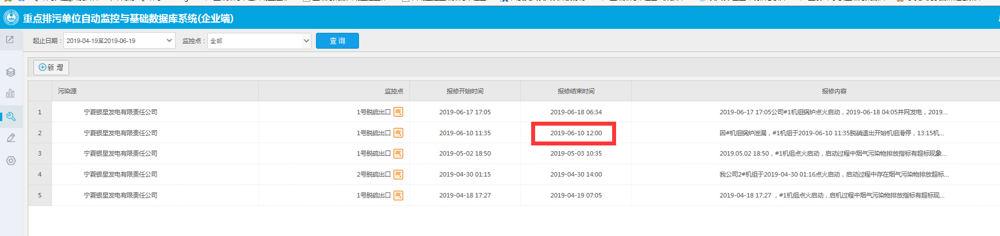 重点排污单位自动监控与基础数据库系统(企业端)
起止日期： 2019-04-19至2019-06-19 监控点： 全部 查 询
新 增
污染源 监控点 报修开始时间 报修结束时间 报修内容
1 宁夏银星发电有限责任公司 1号脱硫出口 气 2019-06-17 17:05 2019-06-18 06:34 2019-06-17 17:05公司#1机组锅炉点火启动，2019-06-18 04:05并网发电，2019...
2 宁夏银星发电有限责任公司 1号脱硫出口 气 2019-06-10 11:35 2019-06-10 12:00 因#机组锅炉泄漏，#1机组于2019-06-10 11:35脱硝退出开始机组滑停，13:15机...
3 宁夏银星发电有限责任公司 1号脱硫出口 气 2019-05-02 18:50 2019-05-03 10:35 2019.05.02 18:50，#1机组点火启动，启动过程中烟气污染物排放指标有超标现象...
4 宁夏银星发电有限责任公司 2号脱硫出口 气 2019-04-30 01:15 2019-04-30 14:00 我公司2#机组于2019-04-30 01:16点火启动，启动过程中存在烟气污染物排放超标...
5 宁夏银星发电有限责任公司 1号脱硫出口 气 2019-04-18 17:27 2019-04-19 07:05 2019-04-18 17:27 ，#1机组点火启动，启机过程中烟气污染物排放指标有超标现...